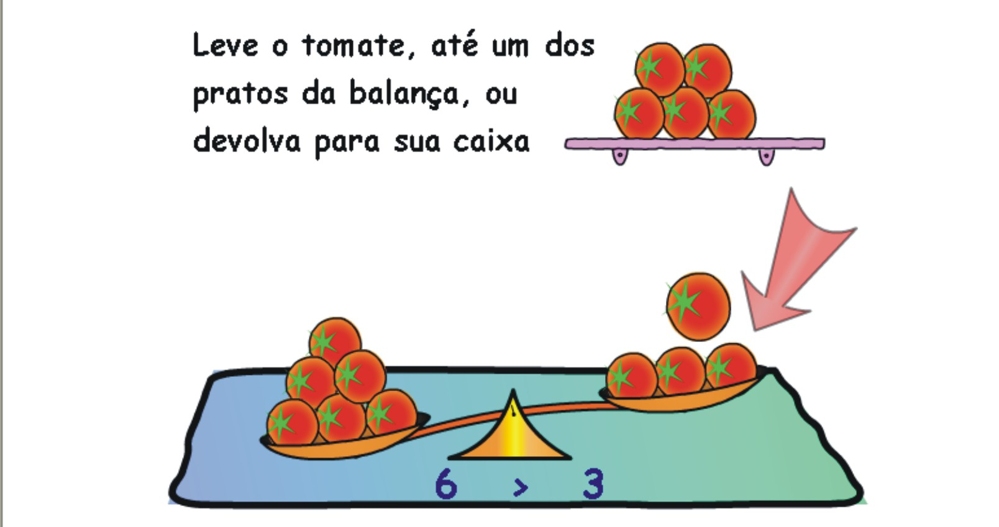 Leve o tomate, até um dos
pratos da balança, ou
devolva para sua caixa
6 > 3